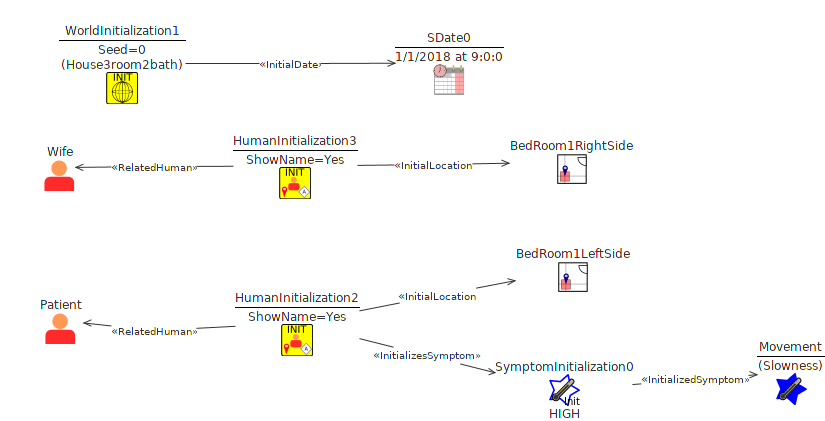 WorldInitialization1
Seed=0
(House3room2bath)
INIT
«InitialDate
SDate0
1/1/2018 at 9:0:0
Wife
«RelatedHuman»
HumanInitialization3
ShowName=Yes
INIT
A
«InitialLocation
BedRoom1RightSide
BedRoom1LeftSide
Patient
«RelatedHuman»
HumanInitialization2
ShowName=Yes
INIT
A
«InitialLocation
«InitializesSymptom»
SymptomInitialization0
Init
HIGH
«InitializedSymptom»
Movement
(Slowness)